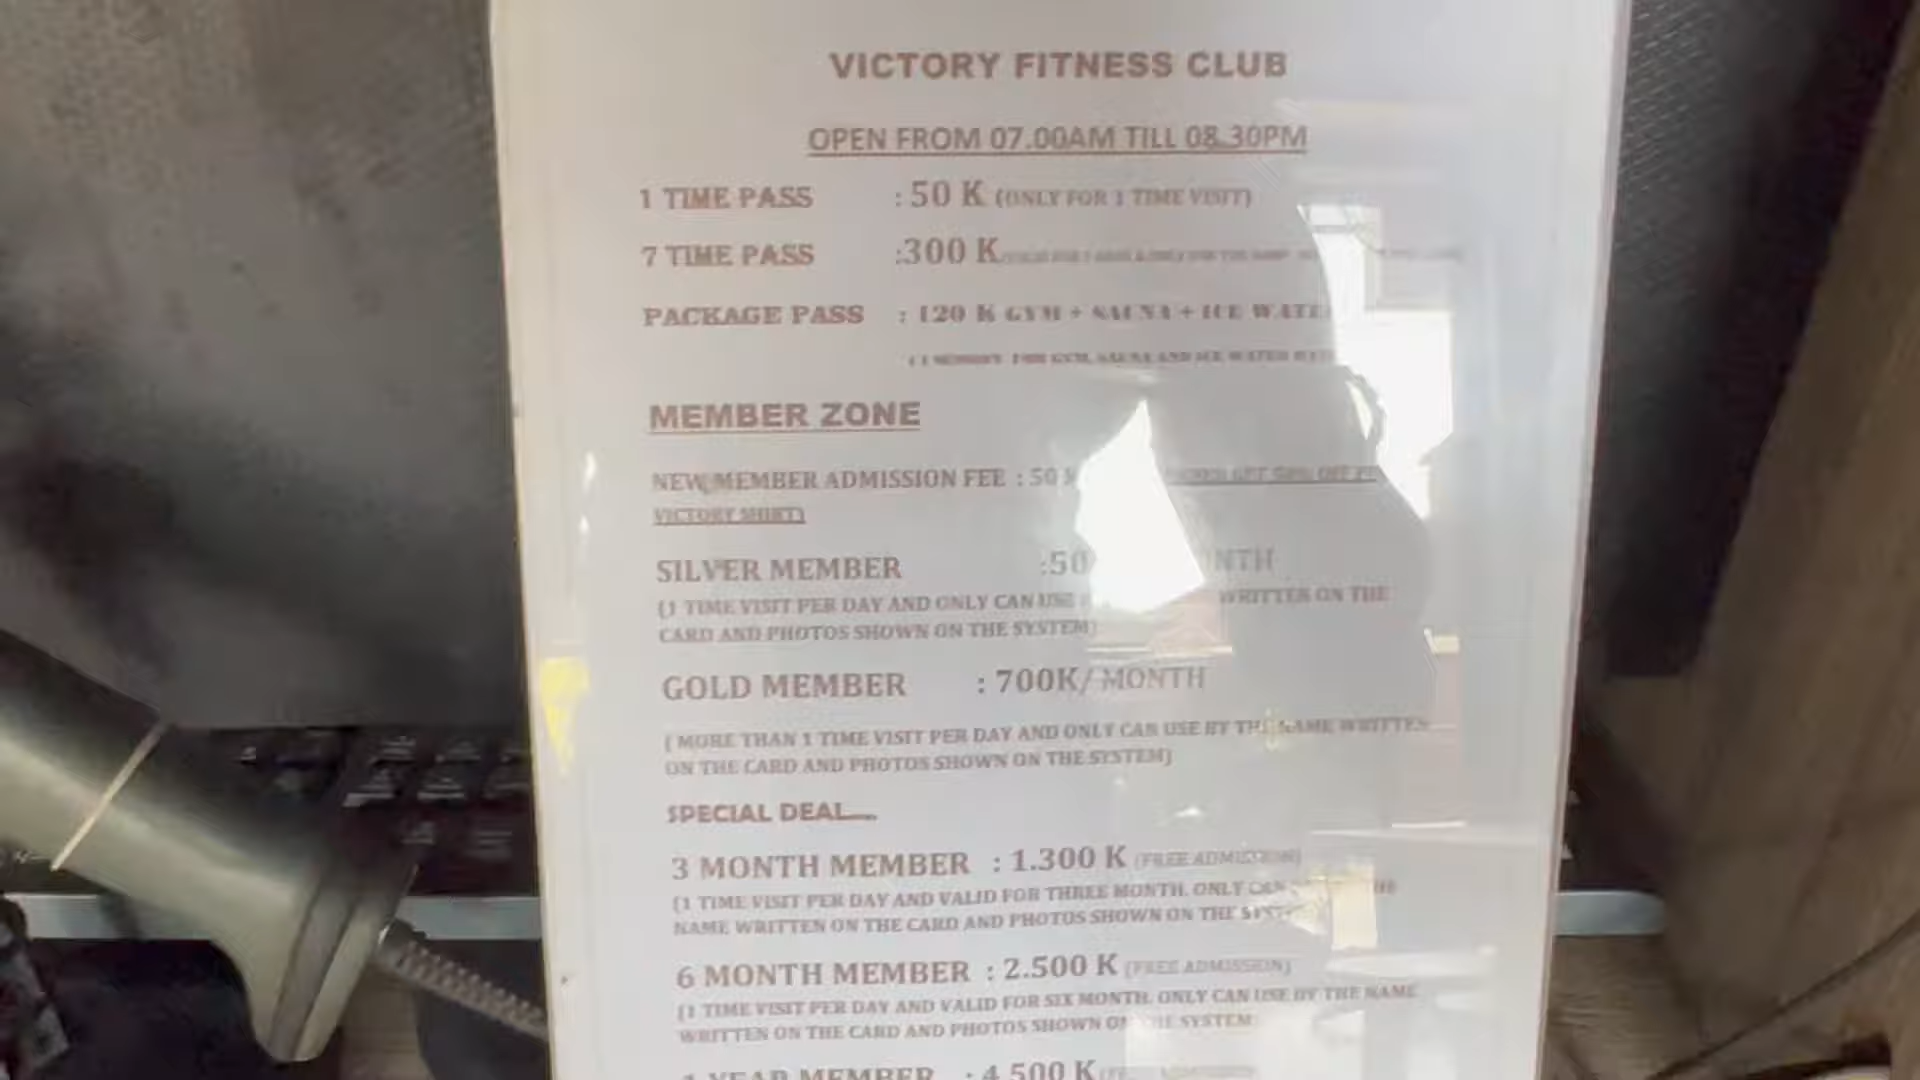 VICTORY FITNESS CLUB
OPEN FROM 07.00AM TILL 08.30PM
1 TIME PASS : 50 K (ONLY FOR 1 TIME VISIT)
7 TIME PASS :300 K
PACKAGE PASS : 120 K GYM + SAUNA + ICE
MEMBER ZONE
NEW MEMBER ADMISSION FEE : 50
VICTORY SHIRT)
SILVER MEMBER
(1 TIME VISIT PER DAY AND ONLY CAN USE WRITTEN ON THE
CARD AND PHOTOS SHOWN ON THE SYSTEM)
GOLD MEMBER : 700K/ MONTH
( MORE THAN 1 TIME VISIT PER DAY AND ONLY CAN USE BY THE NAME WRITTEN
ON THE CARD AND PHOTOS SHOWN ON THE SYSTEM)
SPECIAL DEAL....
3 MONTH MEMBER : 1.300 K (FREE ADMISSION)
(1 TIME VISIT PER DAY AND VALID FOR THREE MONTH. ONLY CAN
NAME WRITTEN ON THE CARD AND PHOTOS SHOWN ON THE
6 MONTH MEMBER : 2.500 K (FREE ADMISSION)
(1 TIME VISIT PER DAY AND VALID FOR SIX MONTH. ONLY CAN USE BY THE NAME
WRITTEN ON THE CARD AND PHOTOS SHOWN ON THE SYSTEM
1 YEAR MEMBER : 4.500 K